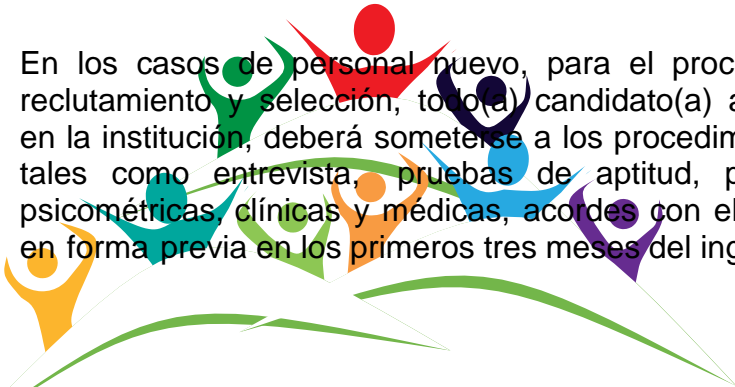 En los casos de personal nuevo, para el proc
reclutamiento y selección, todo(a) candidato(a) a
en la institución, deberá someterse a los procedim
tales como entrevista, pruebas de aptitud, p
psicométricas, clínicas y médicas, acordes con el
en forma previa en los primeros tres meses del ing